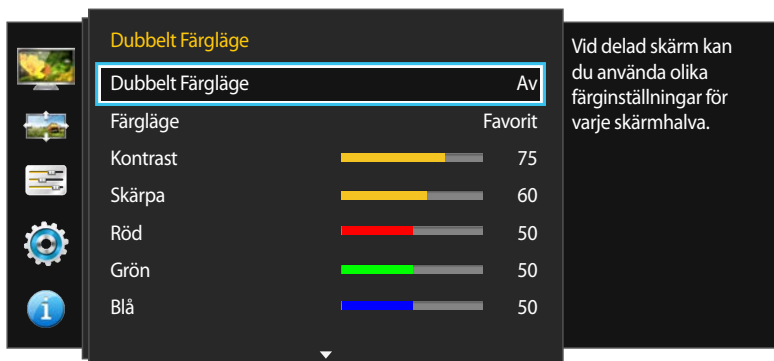 Dubbelt Färgläge
Dubbelt Färgläge Av
Färgläge Favorit
Kontrast 75
Skärpa 60
Röd 50
Grön 50
Blå 50
Vid delad skärm kan
du använda olika
färginställningar för
varje skärmhalva.